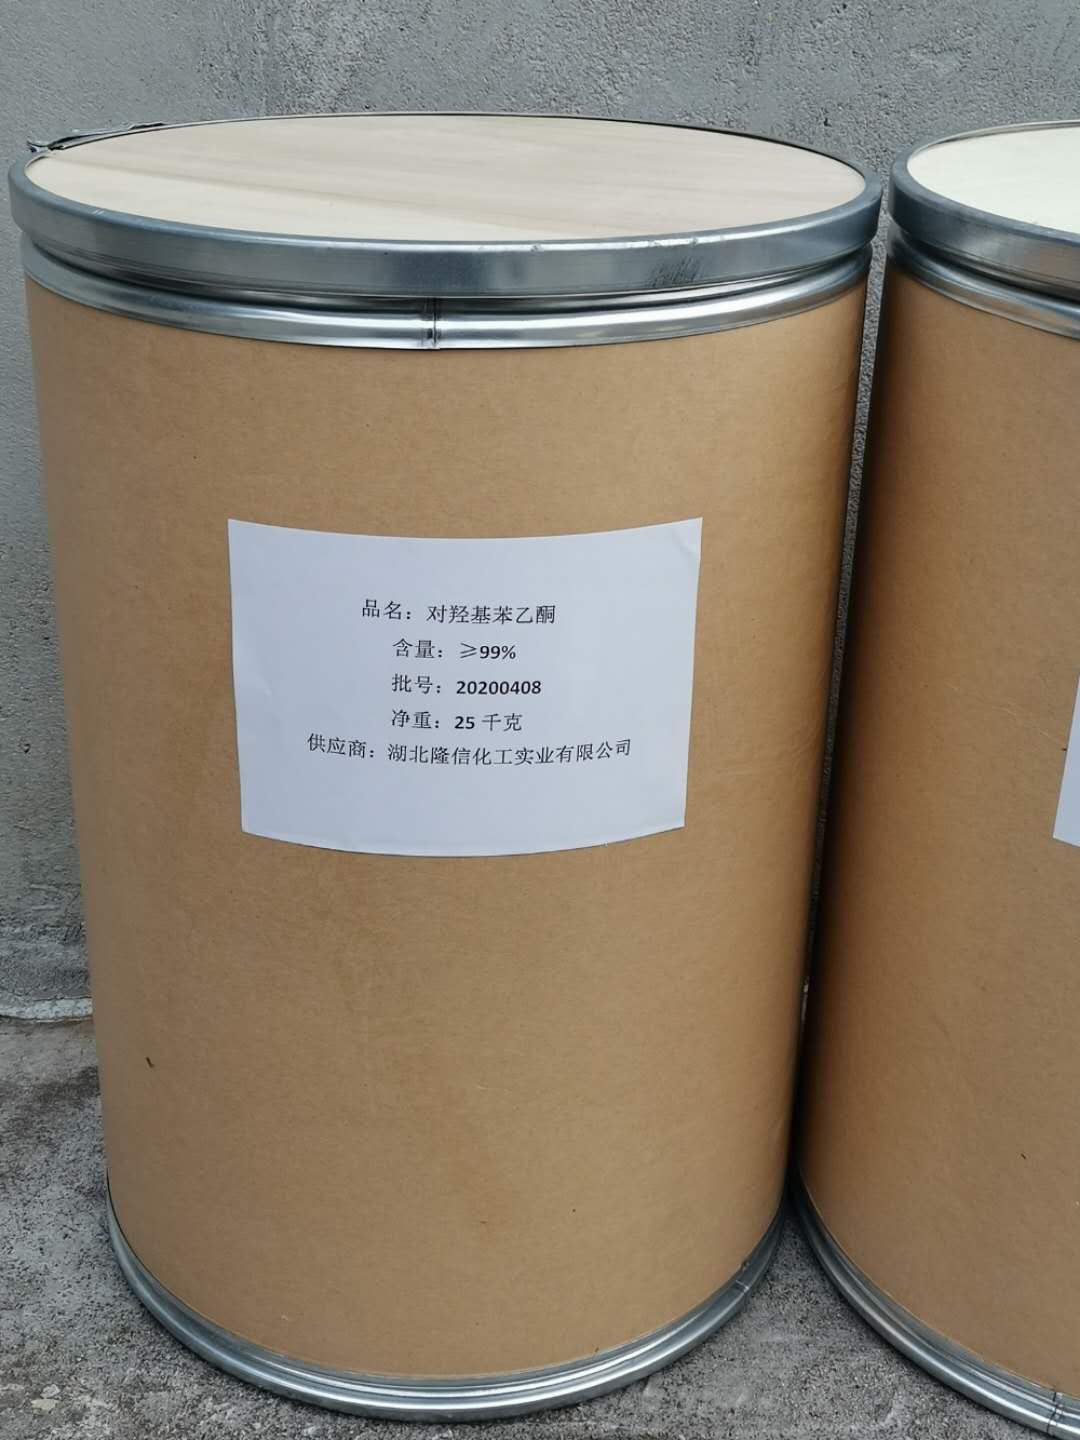 品名：对羟基苯乙酮
含量：≥99%
批号：20200408
净重：25 千克
供应商：湖北隆信化工实业有限公司